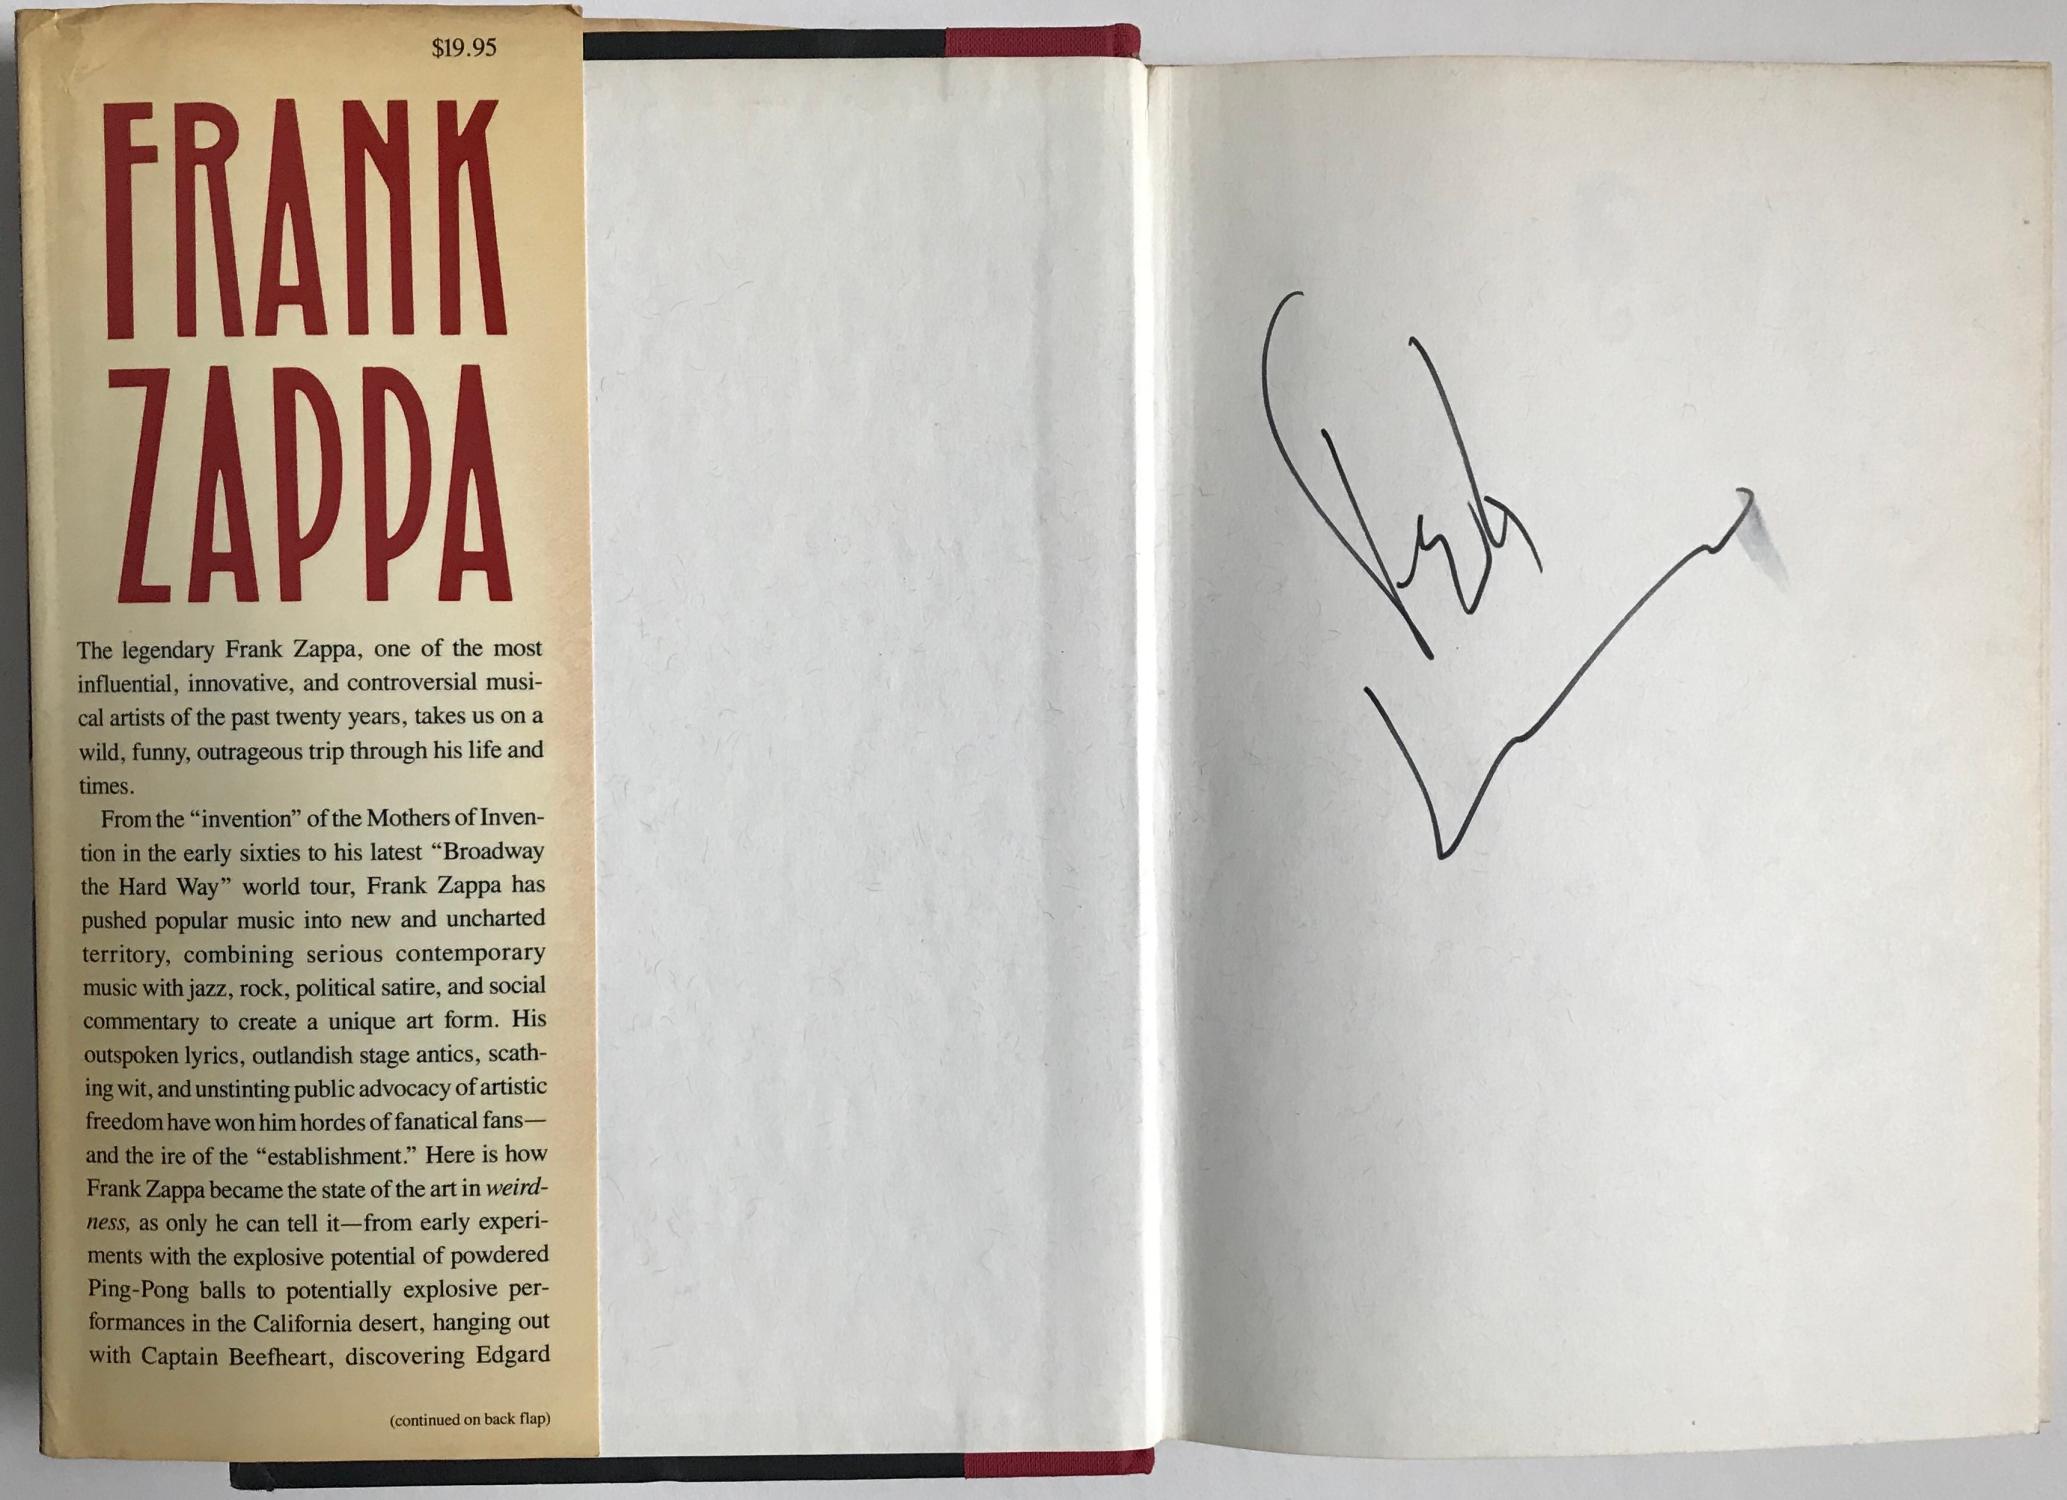 $19.95
FRANK
ZAPPA
The legendary Frank Zappa, one of the most
influential, innovative, and controversial musi-
cal artists of the past twenty years, takes us on a
wild, funny, outrageous trip through his life and
times.
From the “invention” of the Mothers of Inven-
tion in the early sixties to his latest “Broadway
the Hard Way” world tour, Frank Zappa has
pushed popular music into new and uncharted
territory, combining serious contemporary
music with jazz, rock, political satire, and social
commentary to create a unique art form. His
outspoken lyrics, outlandish stage antics, scath-
ing wit, and unstinting public advocacy of artistic
freedom have won him hordes of fanatical fans—
and the ire of the “establishment.” Here is how
Frank Zappa became the state of the art in weird-
ness, as only he can tell it—from early experi-
ments with the explosive potential of powdered
Ping-Pong balls to potentially explosive per-
formances in the California desert, hanging out
with Captain Beefheart, discovering Edgard
(continued on back flap)